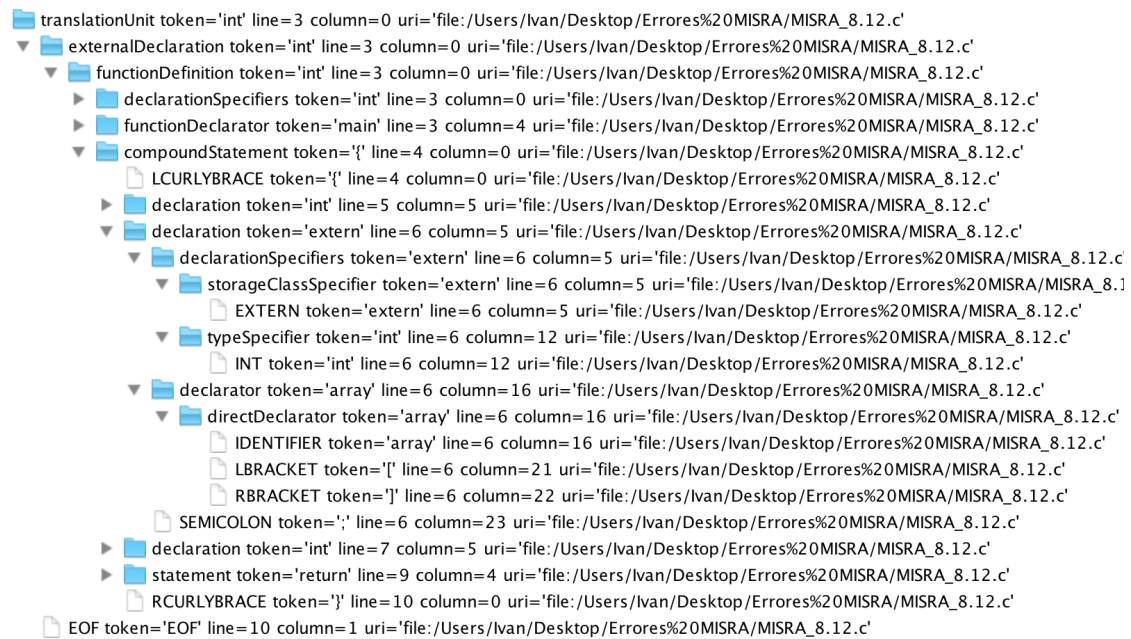 translationUnit token='int' line=3 column=0 uri='file:/Users/Ivan/Desktop/Errores%20MISRA/MISRA_8.12.c'
externalDeclaration token='int' line=3 column=0 uri='file:/Users/Ivan/Desktop/Errores%20MISRA/MISRA_8.12.c'
functionDefinition token='int' line=3 column=0 uri='file:/Users/Ivan/Desktop/Errores%20MISRA/MISRA_8.12.c'
declarationSpecifiers token='int' line=3 column=0 uri='file:/Users/Ivan/Desktop/Errores%20MISRA/MISRA_8.12.c'
functionDeclarator token='main' line=3 column=4 uri='file:/Users/Ivan/Desktop/Errores%20MISRA/MISRA_8.12.c'
compoundStatement token='{' line=4 column=0 uri='file:/Users/Ivan/Desktop/Errores%20MISRA/MISRA_8.12.c'
LCURLYBRACE token='{' line=4 column=0 uri='file:/Users/Ivan/Desktop/Errores%20MISRA/MISRA_8.12.c'
declaration token='int' line=5 column=5 uri='file:/Users/Ivan/Desktop/Errores%20MISRA/MISRA_8.12.c'
declaration token='extern' line=6 column=5 uri='file:/Users/Ivan/Desktop/Errores%20MISRA/MISRA_8.12.c'
declarationSpecifiers token='extern' line=6 column=5 uri='file:/Users/Ivan/Desktop/Errores%20MISRA/MISRA_8.12.c'
storageClassSpecifier token='extern' line=6 column=5 uri='file:/Users/Ivan/Desktop/Errores%20MISRA/MISRA_8.1
EXTERN token='extern' line=6 column=5 uri='file:/Users/Ivan/Desktop/Errores%20MISRA/MISRA_8.12.c'
typeSpecifier token='int' line=6 column=12 uri='file:/Users/Ivan/Desktop/Errores%20MISRA/MISRA_8.12.c'
INT token='int' line=6 column=12 uri='file:/Users/Ivan/Desktop/Errores%20MISRA/MISRA_8.12.c'
declarator token='array' line=6 column=16 uri='file:/Users/Ivan/Desktop/Errores%20MISRA/MISRA_8.12.c'
directDeclarator token='array' line=6 column=16 uri='file:/Users/Ivan/Desktop/Errores%20MISRA/MISRA_8.12.c'
IDENTIFIER token='array' line=6 column=16 uri='file:/Users/Ivan/Desktop/Errores%20MISRA/MISRA_8.12.c'
LBRACKET token='[' line=6 column=21 uri='file:/Users/Ivan/Desktop/Errores%20MISRA/MISRA_8.12.c'
RBRACKET token=']' line=6 column=22 uri='file:/Users/Ivan/Desktop/Errores%20MISRA/MISRA_8.12.c'
SEMICOLON token=';' line=6 column=23 uri='file:/Users/Ivan/Desktop/Errores%20MISRA/MISRA_8.12.c'
declaration token='int' line=7 column=5 uri='file:/Users/Ivan/Desktop/Errores%20MISRA/MISRA_8.12.c'
statement token='return' line=9 column=4 uri='file:/Users/Ivan/Desktop/Errores%20MISRA/MISRA_8.12.c'
RCURLYBRACE token='}' line=10 column=0 uri='file:/Users/Ivan/Desktop/Errores%20MISRA/MISRA_8.12.c'
EOF token='EOF' line=10 column=1 uri='file:/Users/Ivan/Desktop/Errores%20MISRA/MISRA_8.12.c'